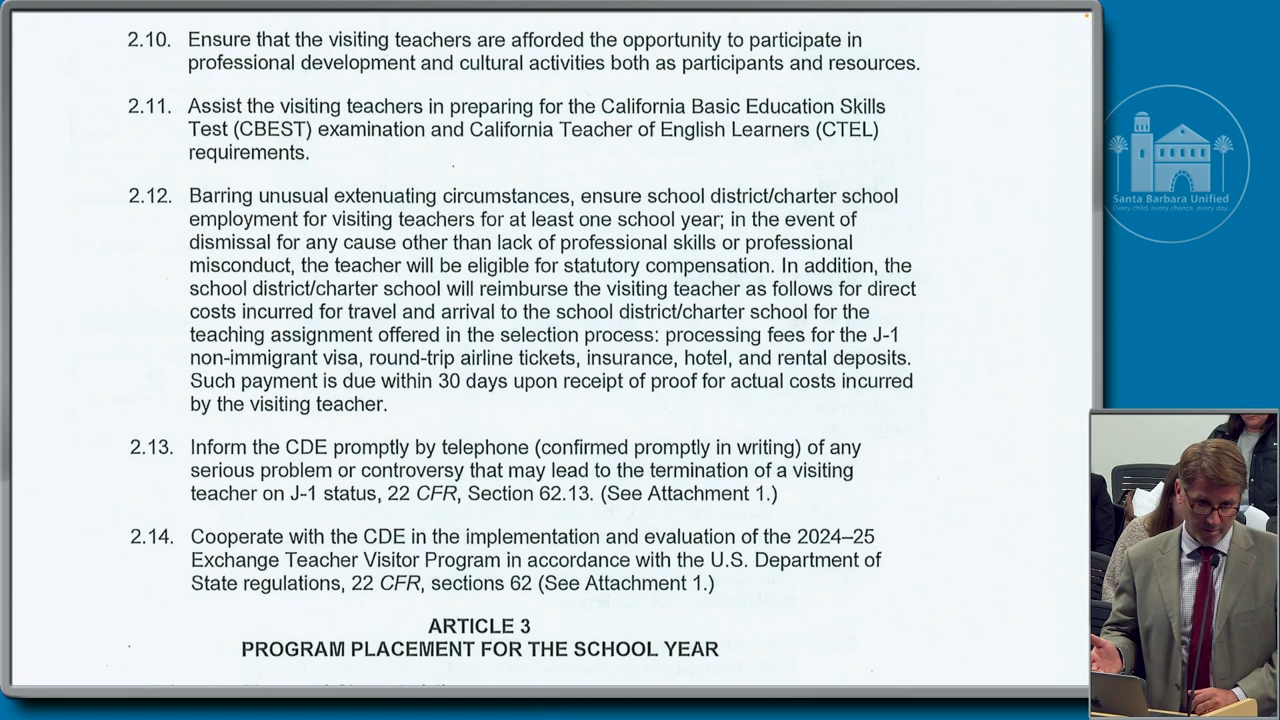 2.10. Ensure that the visiting teachers are afforded the opportunity to participate in
professional development and cultural activities both as participants and resources.
2.11. Assist the visiting teachers in preparing for the California Basic Education Skills
Test (CBEST) examination and California Teacher of English Learners (CTEL)
requirements.
2.12. Barring unusual extenuating circumstances, ensure school district/charter school
employment for visiting teachers for at least one school year; in the event of
dismissal for any cause other than lack of professional skills or professional
misconduct, the teacher will be eligible for statutory compensation. In addition, the
school district/charter school will reimburse the visiting teacher as follows for direct
costs incurred for travel and arrival to the school district/charter school for the
teaching assignment offered in the selection process: processing fees for the J-1
non-immigrant visa, round-trip airline tickets, insurance, hotel, and rental deposits.
Such payment is due within 30 days upon receipt of proof for actual costs incurred
by the visiting teacher.
2.13. Inform the CDE promptly by telephone (confirmed promptly in writing) of any
serious problem or controversy that may lead to the termination of a visiting
teacher on J-1 status, 22 CFR, Section 62.13. (See Attachment 1.)
2.14. Cooperate with the CDE in the implementation and evaluation of the 2024–25
Exchange Teacher Visitor Program in accordance with the U.S. Department of
State regulations, 22 CFR, sections 62 (See Attachment 1.)
ARTICLE 3
PROGRAM PLACEMENT FOR THE SCHOOL YEAR
Santa Barbara Unified
Every child, every chance, every day.